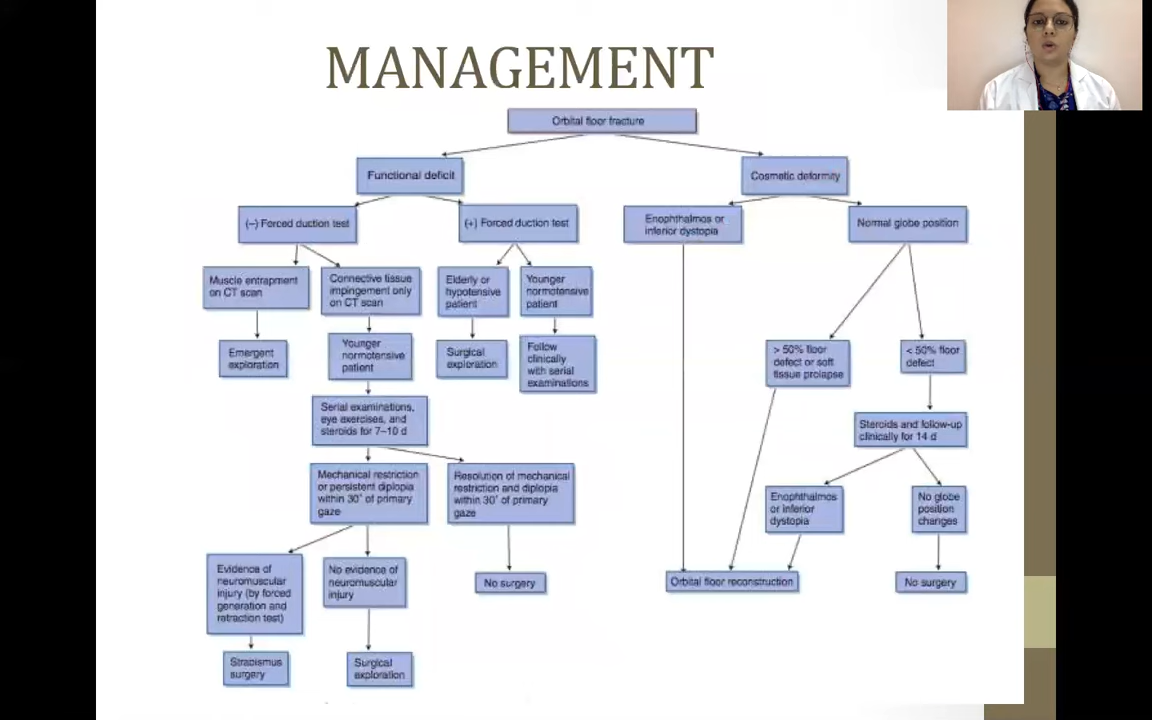 MANAGEMENT
Orbital floor fracture
Functional deficit
Cosmetic deformity
(–) Forced duction test
(+) Forced duction test
Enophthalmos or
inferior dystopia
Normal globe position
Muscle entrapment
on CT scan
Connective tissue
impingement only
on CT scan
Elderly or
hypotensive
patient
Younger
normotensive
patient
Emergent
exploration
Younger
normotensive
patient
Surgical
exploration
Follow
clinically
with serial
examinations
> 50% floor
defect or soft
tissue prolapse
< 50% floor
defect
Serial examinations,
eye exercises, and
steroids for 7–10 d
Steroids and follow-up
clinically for 14 d
Mechanical restriction
or persistent diplopia
within 30° of primary
gaze
Resolution of mechanical
restriction and diplopia
within 30° of primary
gaze
Enophthalmos
or inferior
dystopia
No globe
position
changes
Evidence of
neuromuscular
injury (by forced
generation and
retraction test)
No evidence of
neuromuscular
injury
No surgery
Orbital floor reconstruction
No surgery
Strabismus
surgery
Surgical
exploration